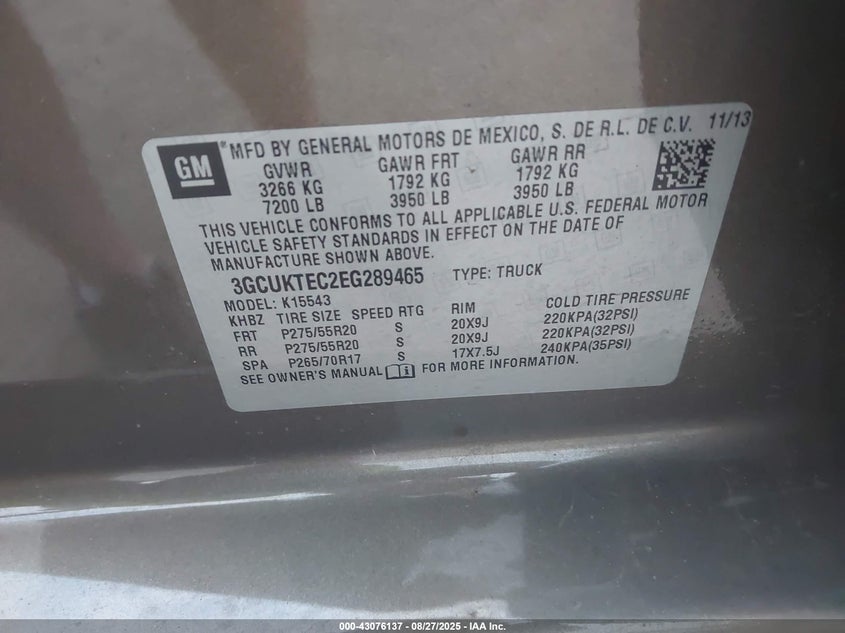 GM ® MFD BY GENERAL MOTORS DE MEXICO, S. DE R.L. DE C.V. 11/13
GVWR GAWR FRT GAWR RR
3266 KG 1792 KG 1792 KG
7200 LB 3950 LB 3950 LB
THIS VEHICLE CONFORMS TO ALL APPLICABLE U.S. FEDERAL MOTOR
VEHICLE SAFETY STANDARDS IN EFFECT ON THE DATE OF
MANUFACTURE SHOWN ABOVE.
3GCUKTEC2EG289465 TYPE: TRUCK
MODEL: K15543
KHBZ TIRE SIZE SPEED RTG RIM COLD TIRE PRESSURE
FRT P275/55R20 S 20X9J 220KPA(32PSI)
RR P275/55R20 S 20X9J 220KPA(32PSI)
SPA P265/70R17 S 17X7.5J 240KPA(35PSI)
SEE OWNER'S MANUAL FOR MORE INFORMATION.
000-43076137 - 08/27/2025 - IAA Inc.